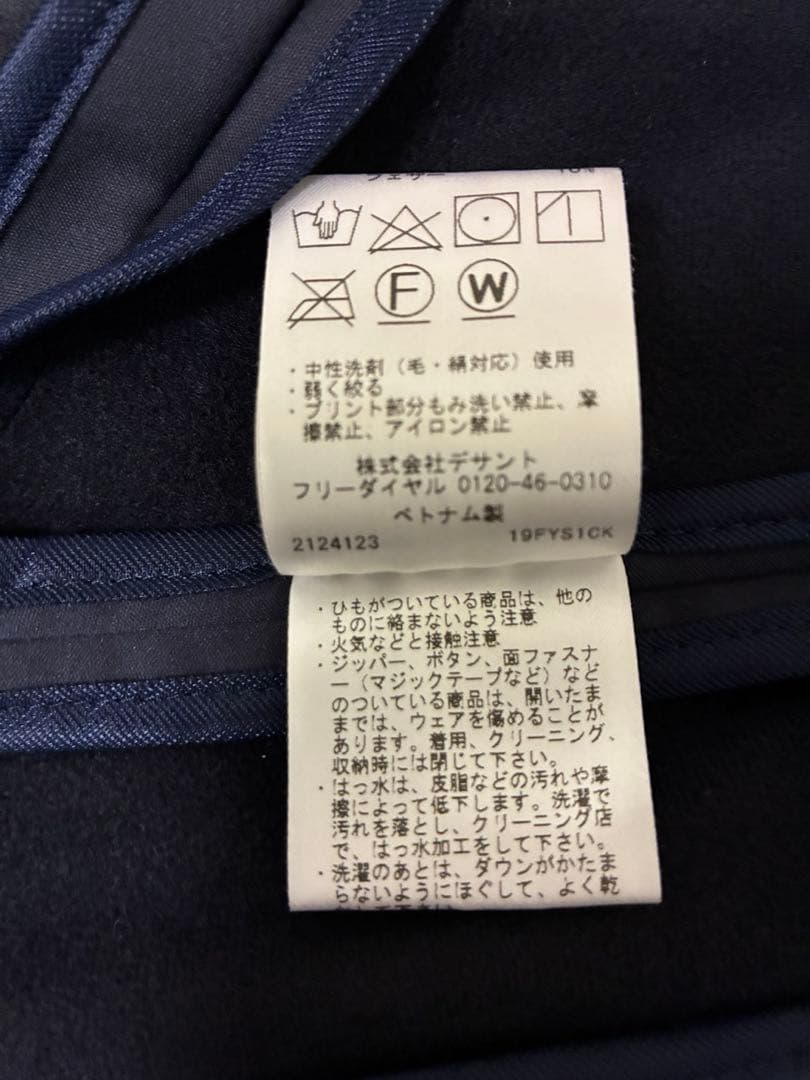 フェザー 10%
F W
・中性洗剤（毛・絹対応）使用
・弱く絞る
・プリント部分もみ洗い禁止、摩
擦禁止、アイロン禁止
株式会社デサント
フリーダイヤル 0120-46-0310
ベトナム製
2124123 19FYS1CK
・ひもがついている商品は、他の
ものに絡まないよう注意
・火気などと接触注意
・ジッパー、ボタン、面ファスナ
ー（マジックテープなど）など
のついている商品は、開いたま
までは、ウェアを傷めることが
あります。着用、クリーニング、
収納時には閉じて下さい。
・はっ水は、皮脂などの汚れや摩
擦によって低下します。洗濯で
汚れを落とし、クリーニング店
で、はっ水加工をして下さい。
・洗濯のあとは、ダウンがかたま
らないようにほぐして、よく乾